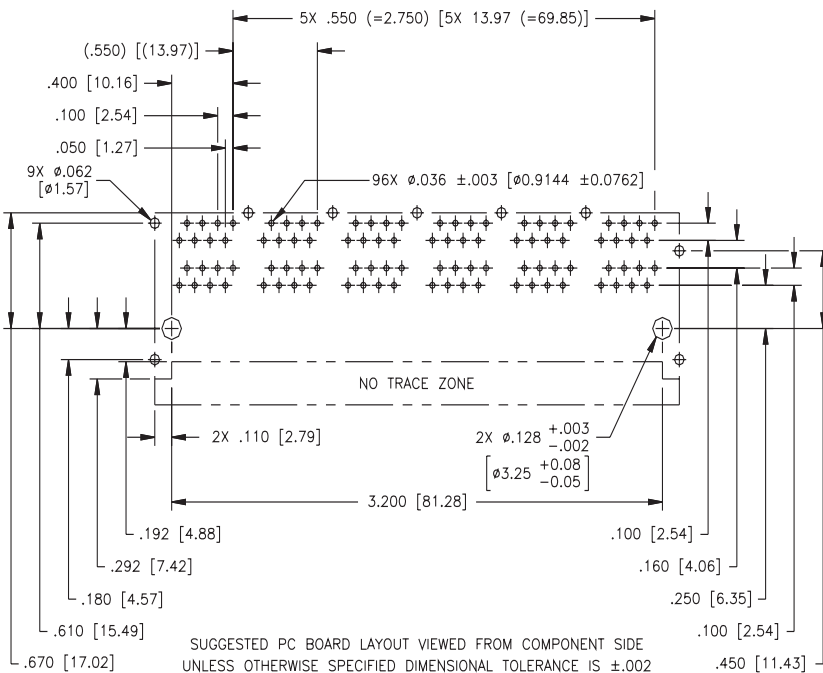 5X .550 (=2.750) [5X 13.97 (=69.85)]
(.550) [(13.97)]
.400 [10.16]
.100 [2.54]
.050 [1.27]
9X ø.062
[ø1.57]
96X ø.036 ±.003 [ø0.9144 ±0.0762]
NO TRACE ZONE
2X .110 [2.79]
2X ø.128 +.003
-.002
[ø3.25 +0.08
-0.05]
3.200 [81.28]
.192 [4.88]
.100 [2.54]
.292 [7.42]
.160 [4.06]
.180 [4.57]
.250 [6.35]
.610 [15.49]
.100 [2.54]
.670 [17.02]
.450 [11.43]
SUGGESTED PC BOARD LAYOUT VIEWED FROM COMPONENT SIDE
UNLESS OTHERWISE SPECIFIED DIMENSIONAL TOLERANCE IS ±.002